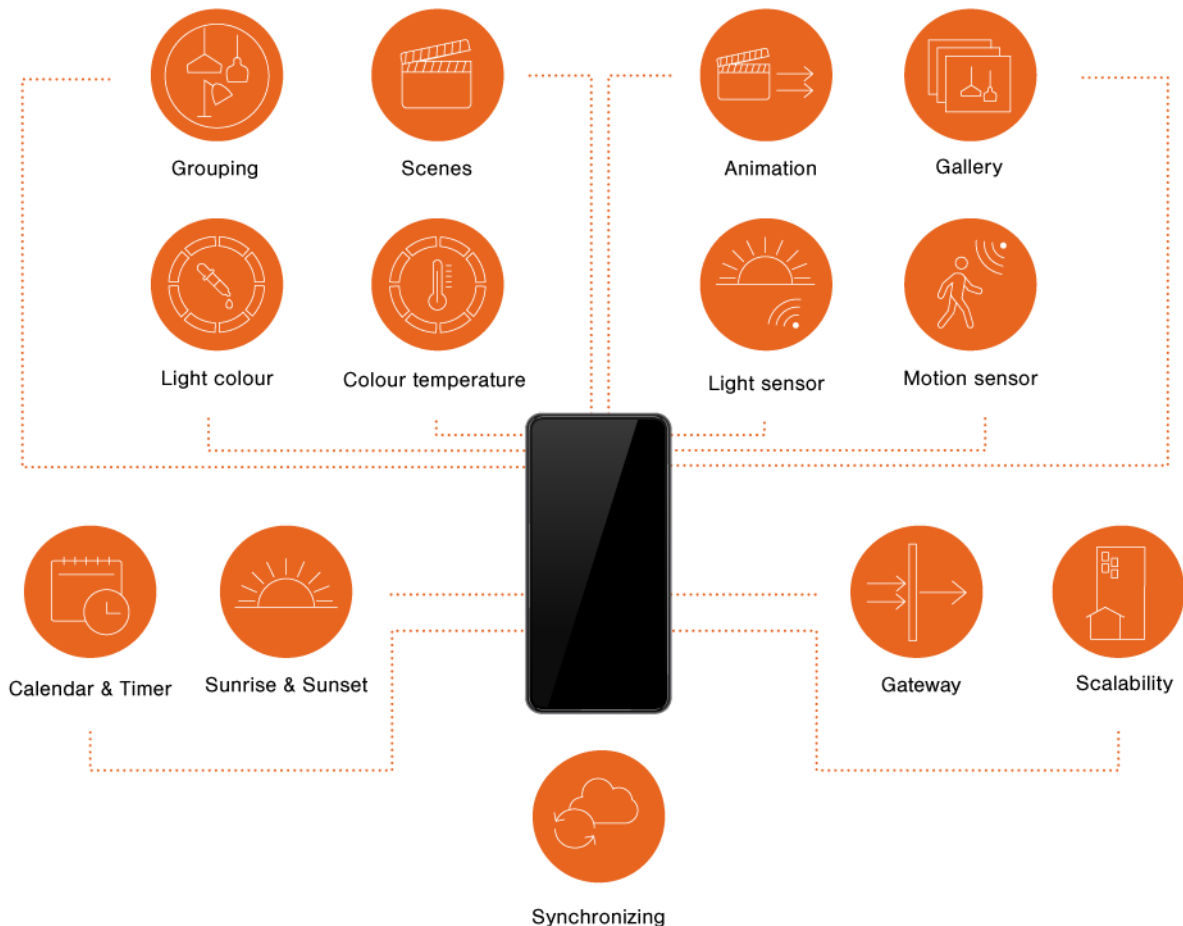 Grouping
Scenes
Animation
Gallery
Light colour
Colour temperature
Light sensor
Motion sensor
Calendar & Timer
Sunrise & Sunset
Gateway
Scalability
Synchronizing